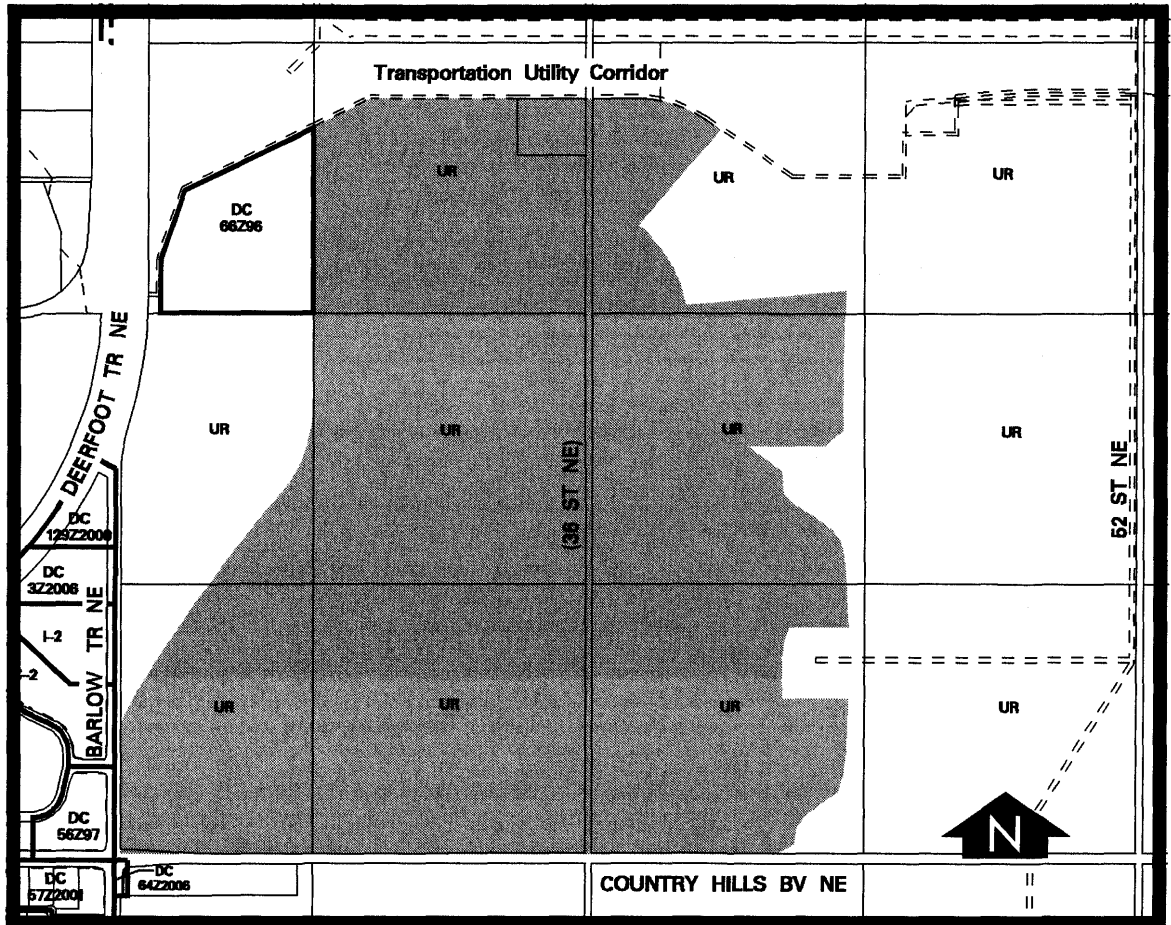 Transportation Utility Corridor
UR
UR
UR
DC
66Z96
DEERFOOT TR NE
UR
UR
UR
UR
(36 ST NE)
52 ST NE
DC
DC
3Z2006
I-2
-2
BARLOW TR NE
UR
UR
UR
UR
DC
56Z97
N
DC
57Z2001
DC
64Z2006
COUNTRY HILLS BV NE